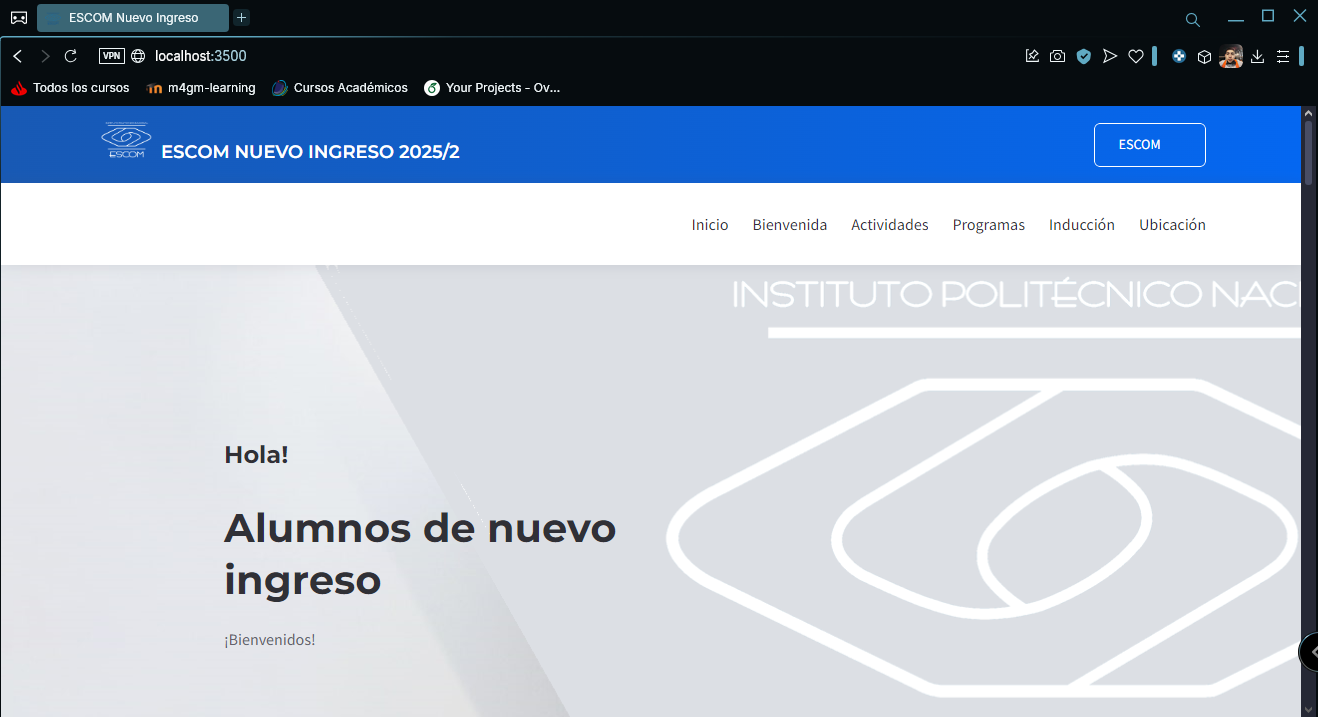 ESCOM Nuevo Ingreso
VPN localhost:3500
Todos los cursos m4gm-learning Cursos Académicos Your Projects - Ov...
ESCOM
ESCOM NUEVO INGRESO 2025/2
ESCOM
Inicio Bienvenida Actividades Programas Inducción Ubicación
INSTITUTO POLITÉCNICO NAC
Hola!
Alumnos de nuevo
ingreso
¡Bienvenidos!